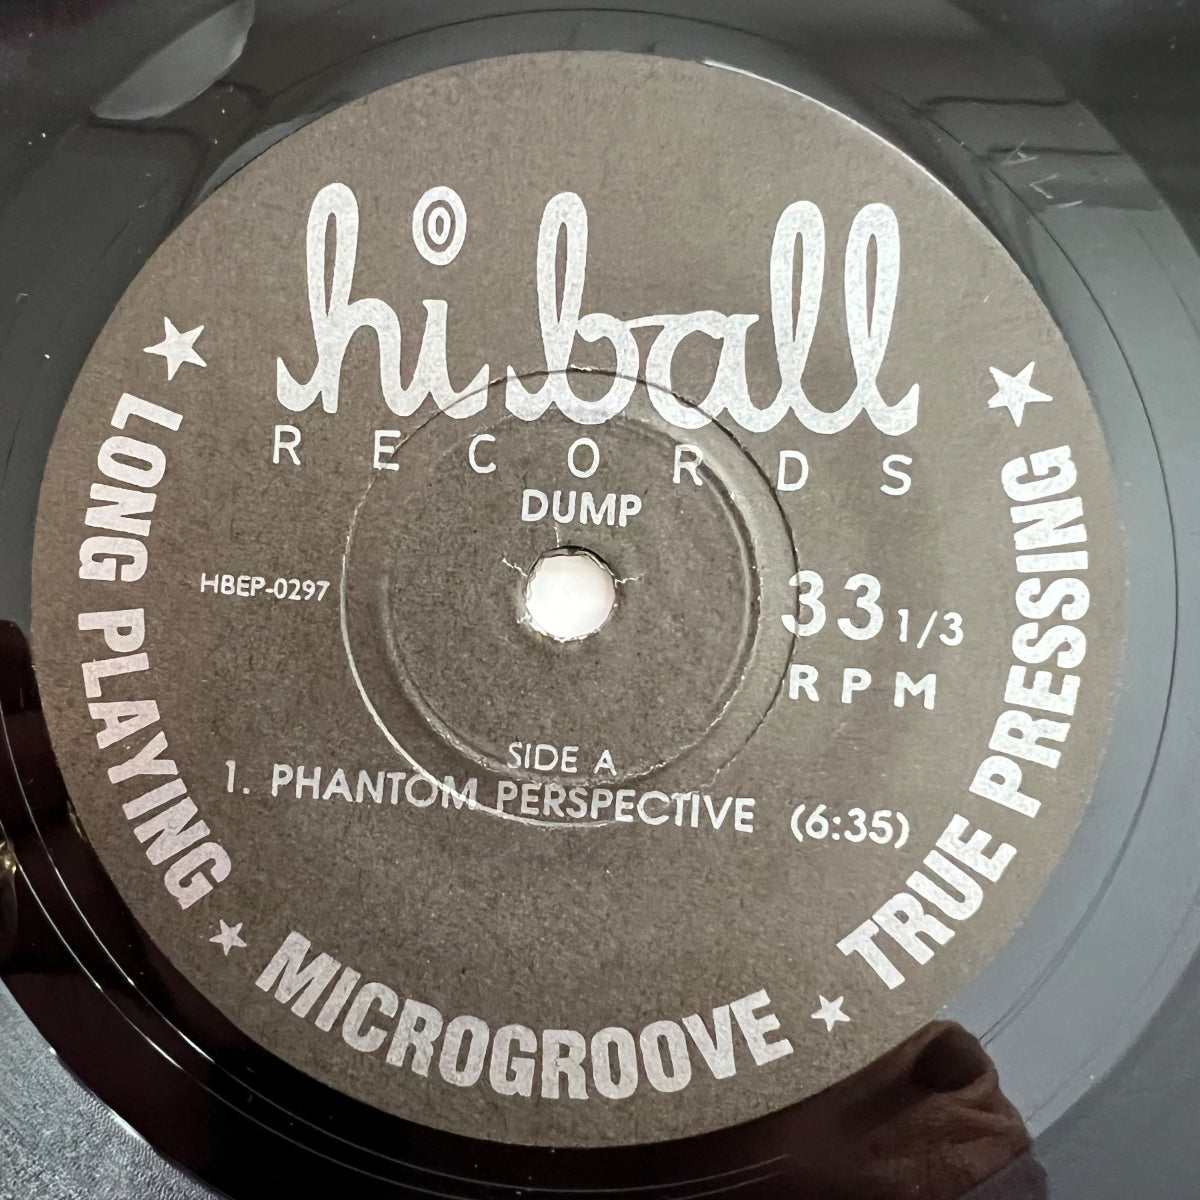 hi ball
RECORDS
DUMP
HBEP-0297
33 1/3
RPM
SIDE A
1. PHANTOM PERSPECTIVE (6:35)
★ LONG PLAYING ★ MICROGROOVE ★ TRUE PRESSING ★